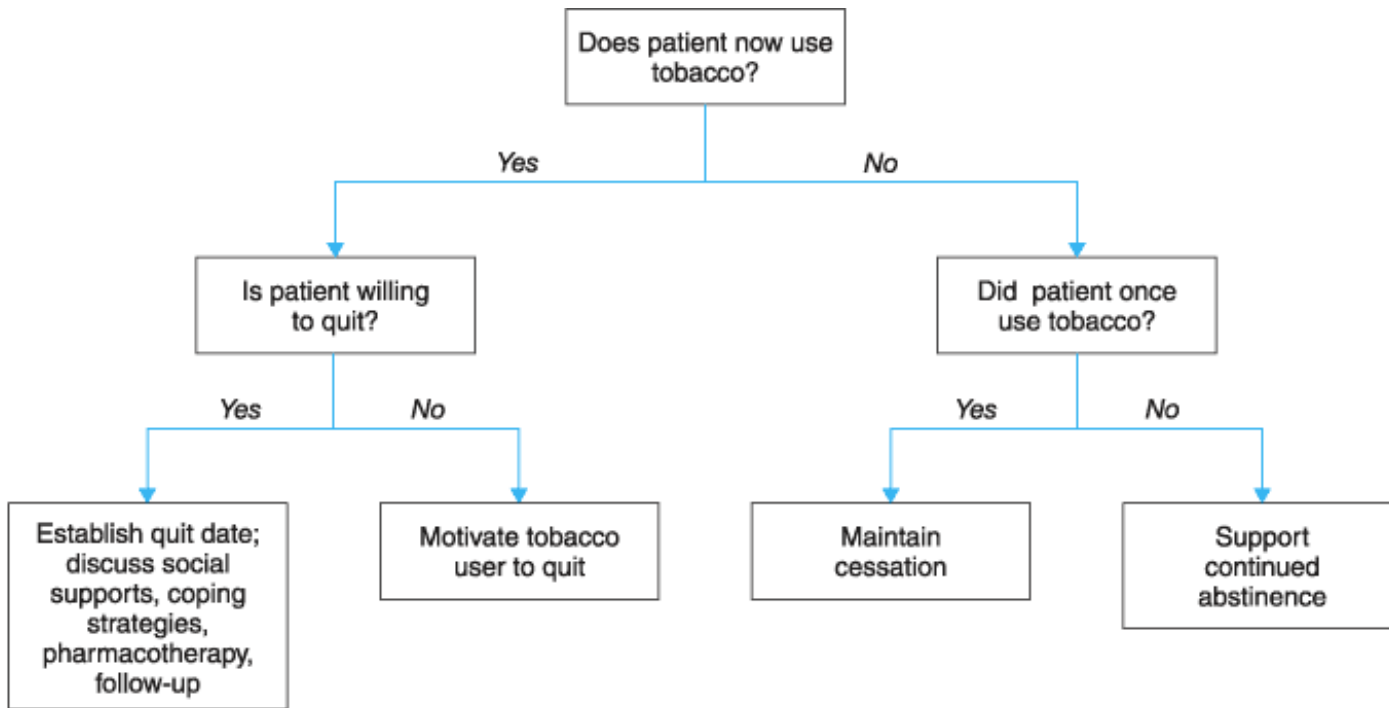 Does patient now use
tobacco?
Yes
No
Is patient willing
to quit?
Did patient once
use tobacco?
Yes
No
Yes
No
Establish quit date;
discuss social
supports, coping
strategies,
pharmacotherapy,
follow-up
Motivate tobacco
user to quit
Maintain
cessation
Support
continued
abstinence